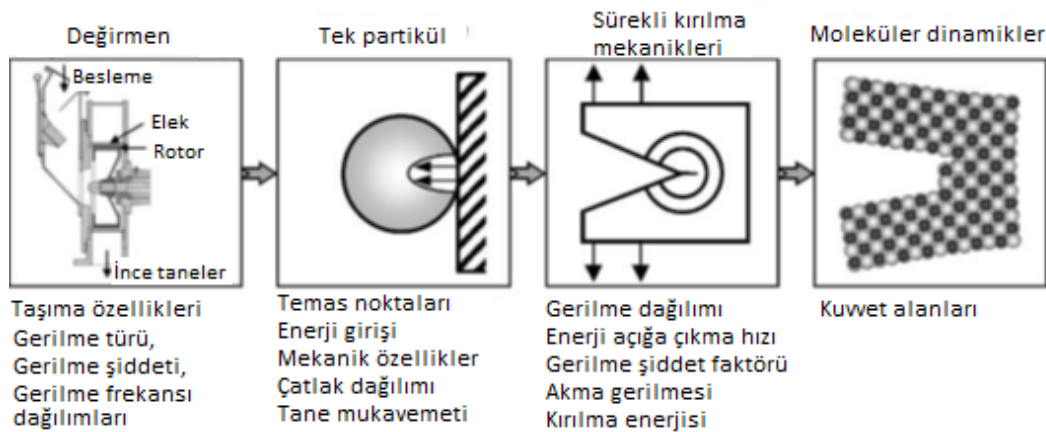 Değirmen
Besleme
Elek
Rotor
İnce taneler
Taşıma özellikleri
Gerilme türü,
Gerilme şiddeti,
Gerilme frekansı
dağılımları
Tek partikül
Temas noktaları
Enerji girişi
Mekanik özellikler
Çatlak dağılımı
Tane mukavemeti
Sürekli kırılma
mekanikleri
Gerilme dağılımı
Enerji açığa çıkma hızı
Gerilme şiddet faktörü
Akma gerilmesi
Kırılma enerjisi
Moleküler dinamikler
Kuvvet alanları